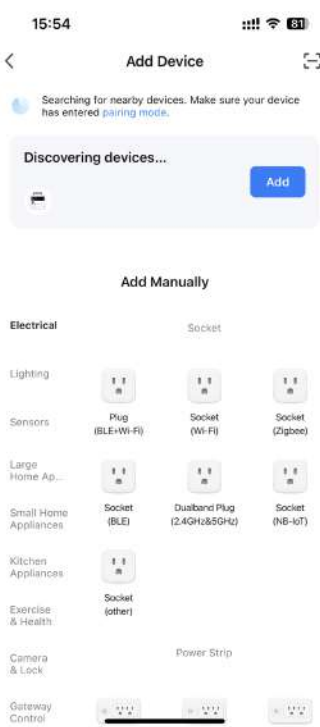 15:54
81
Add Device
Searching for nearby devices. Make sure your device
has entered pairing mode.
Discovering devices...
Add
Add Manually
Electrical
Lighting
Sensors
Large
Home Ap...
Small Home
Appliances
Kitchen
Appliances
Exercise
& Health
Camera
& Lock
Gateway
Control
Socket
Plug
(BLE+Wi-Fi)
Socket
(Wi-Fi)
Socket
(Zigbee)
Socket
(BLE)
Dualband Plug
(2.4GHz&5GHz)
Socket
(NB-IoT)
Socket
(other)
Power Strip